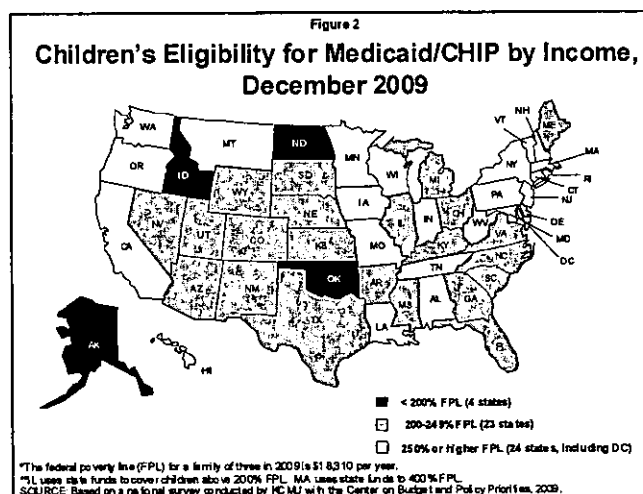 Figure 2
Children's Eligibility for Medicaid/CHIP by Income,
December 2009
WA
MT
ND
MN
OR
ID
WY
SD
WI
MI
NY
VT
NH
ME
MA
RI
CT
NJ
DE
MD
DC
NV
UT
CO
NE
IA
IL
IN
OH
PA
WV
VA
CA
KS
MO
KY
NC
AZ
NM
OK
AR
TN
SC
TX
LA
MS
AL
GA
FL
AK
HI
< 200% FPL (4 states)
200-249% FPL (23 states)
250% or higher FPL (24 states, including DC)
*The federal poverty line (FPL) for a family of three in 2009 is $18,310 per year.
**IL uses state funds to cover children above 200% FPL. MA uses state funds to 400% FPL.
SOURCE: Based on a national survey conducted by KCMU with the Center on Budget and Policy Priorities, 2009.